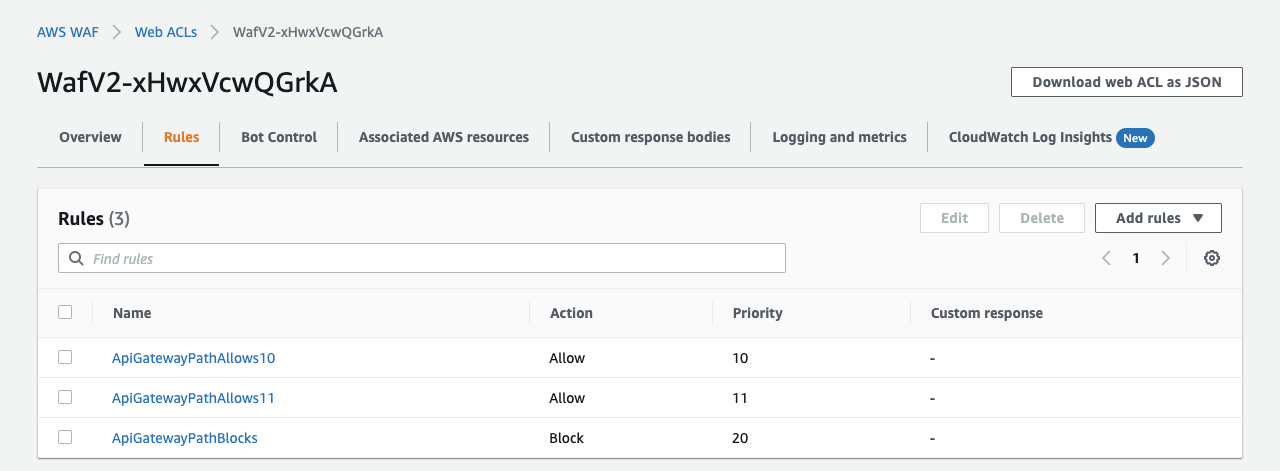 AWS WAF > Web ACLs > WafV2-xHwxVcwQGrkA
WafV2-xHwxVcwQGrkA
Download web ACL as JSON
Overview Rules Bot Control Associated AWS resources Custom response bodies Logging and metrics CloudWatch Log Insights New
Rules (3)
Edit Delete Add rules
Find rules
1
Name Action Priority Custom response
ApiGatewayPathAllows10 Allow 10 -
ApiGatewayPathAllows11 Allow 11 -
ApiGatewayPathBlocks Block 20 -